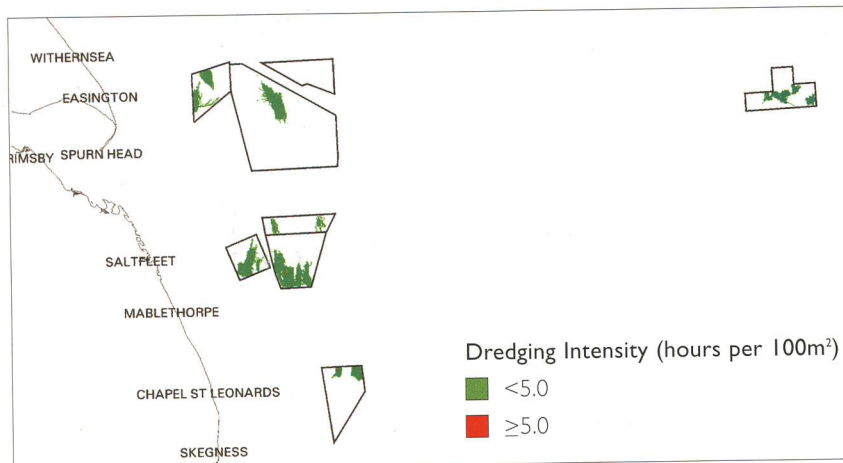 WITHERNSEA
EASINGTON
RIMSBY SPURN HEAD
SALTFLEET
MABLETHORPE
CHAPEL ST LEONARDS
SKEGNESS
Dredging Intensity (hours per 100m²)
<5.0
≥5.0